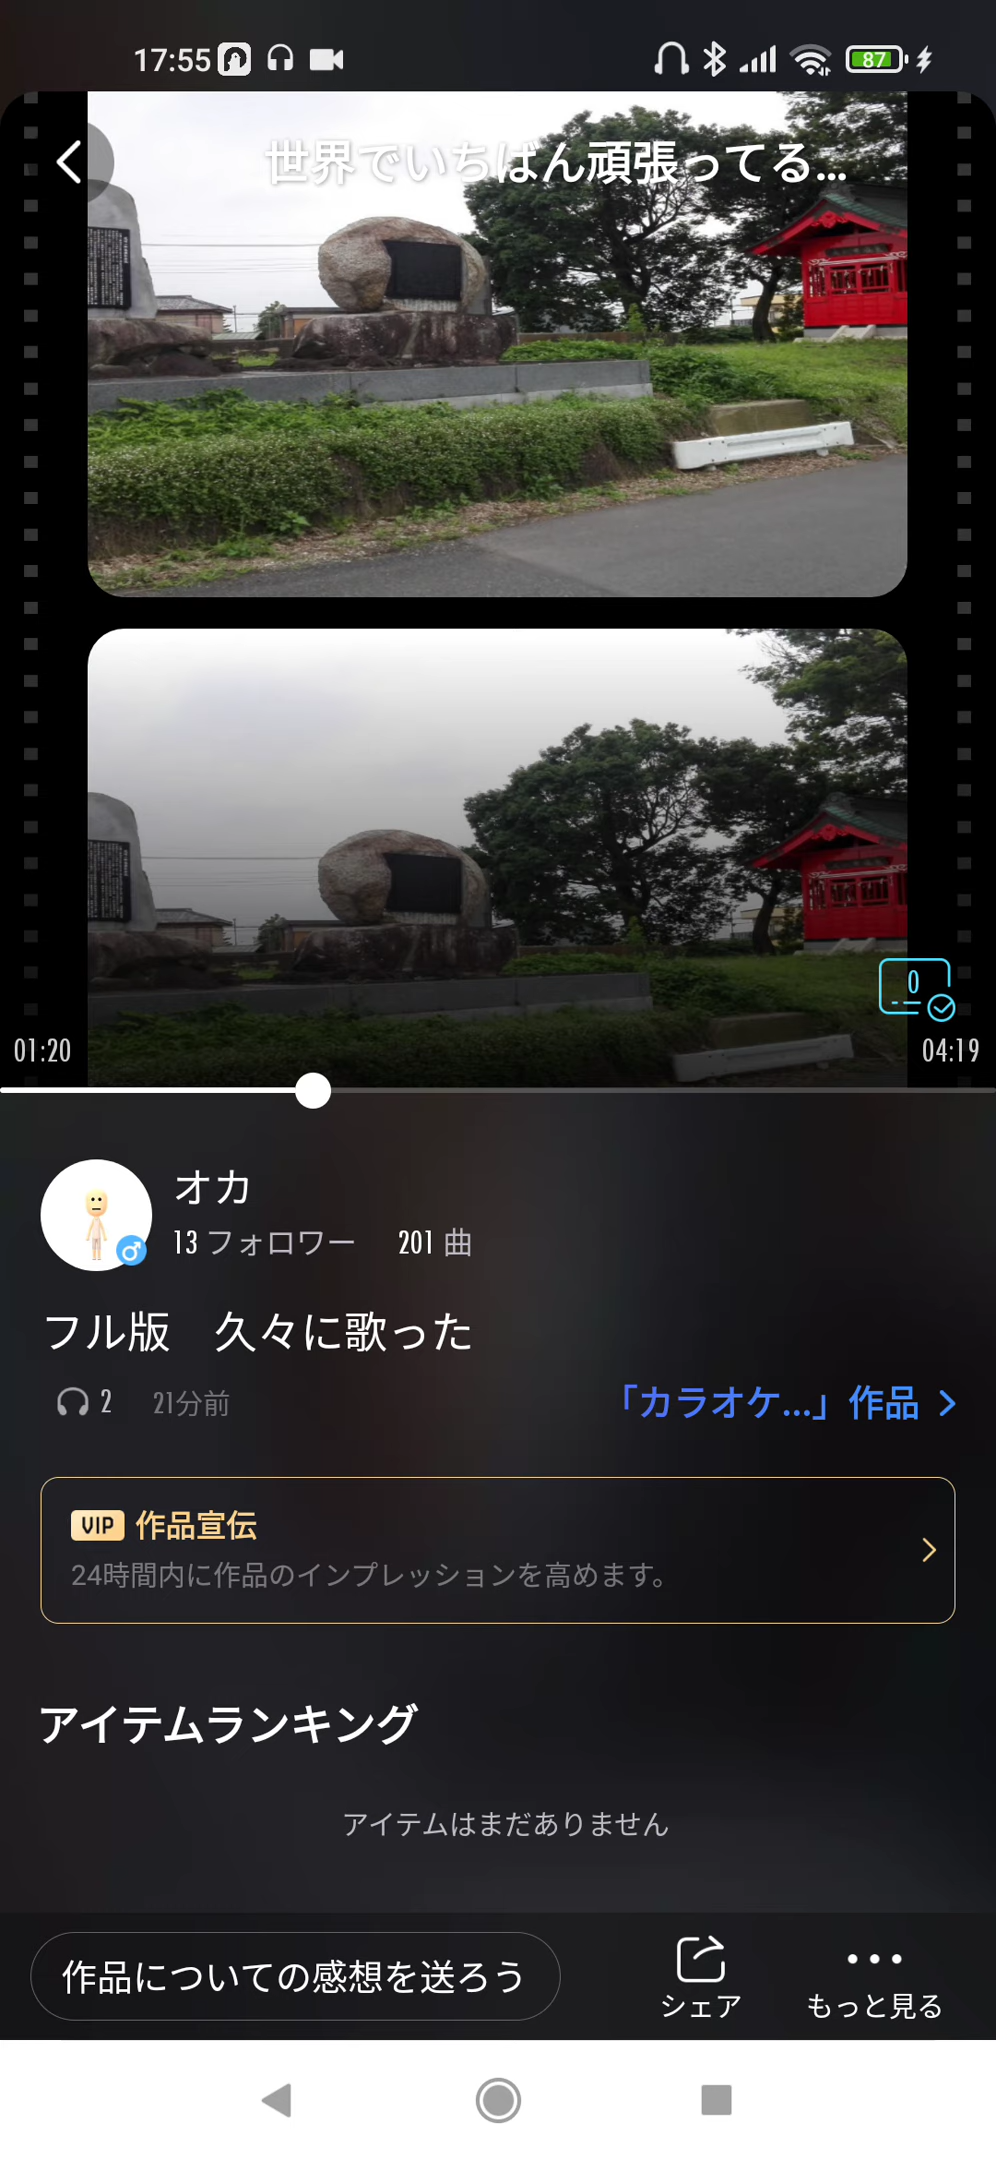 17:55
87
世界でいちばん頑張ってる...
0
01:20
04:19
オカ
13 フォロワー 201 曲
フル版　久々に歌った
2 21分前
「カラオケ...」作品
VIP 作品宣伝
24時間内に作品のインプレッションを高めます。
アイテムランキング
アイテムはまだありません
作品についての感想を送ろう
シェア
もっと見る